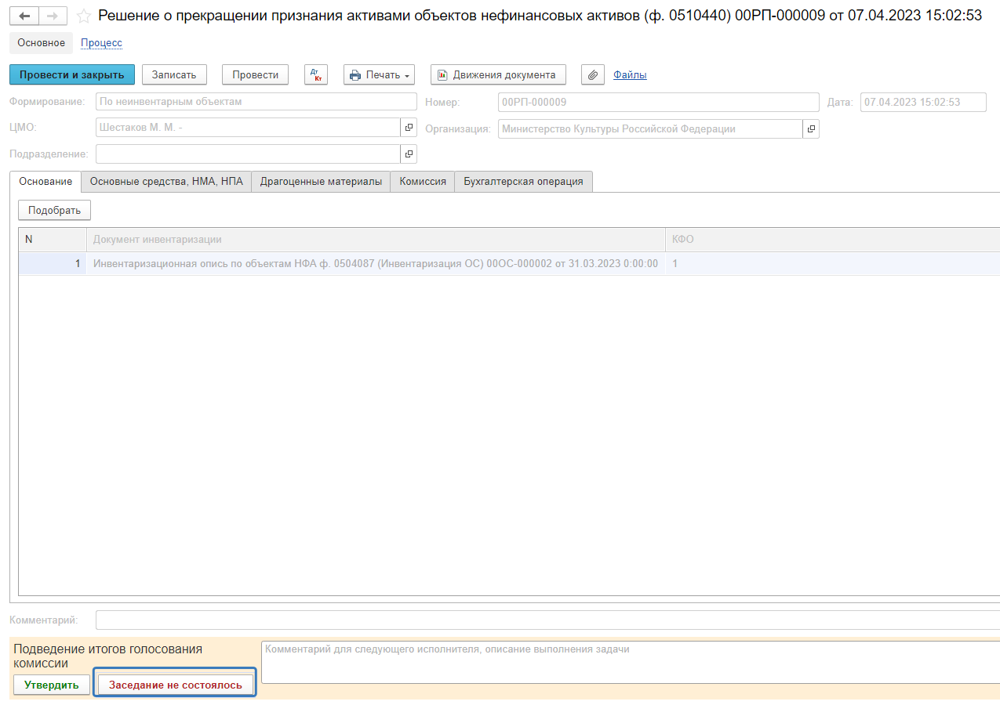 Решение о прекращении признания активами объектов нефинансовых активов (ф. 0510440) 00РП-000009 от 07.04.2023 15:02:53
Основное Процесс
Провести и закрыть Записать Провести Дт Кт Печать Движения документа Файлы
Формирование: По неинвентарным объектам Номер: 00РП-000009 Дата: 07.04.2023 15:02:53
ЦМО: Шестаков М. М. - Организация: Министерство Культуры Российской Федерации
Подразделение:
Основание Основные средства, НМА, НПА Драгоценные материалы Комиссия Бухгалтерская операция
Подобрать
N Документ инвентаризации КФО
1 Инвентаризационная опись по объектам НФА ф. 0504087 (Инвентаризация ОС) 00ОС-000002 от 31.03.2023 0:00:00 1
Комментарий:
Подведение итогов голосования
комиссии
Комментарий для следующего исполнителя, описание выполнения задачи
Утвердить Заседание не состоялось